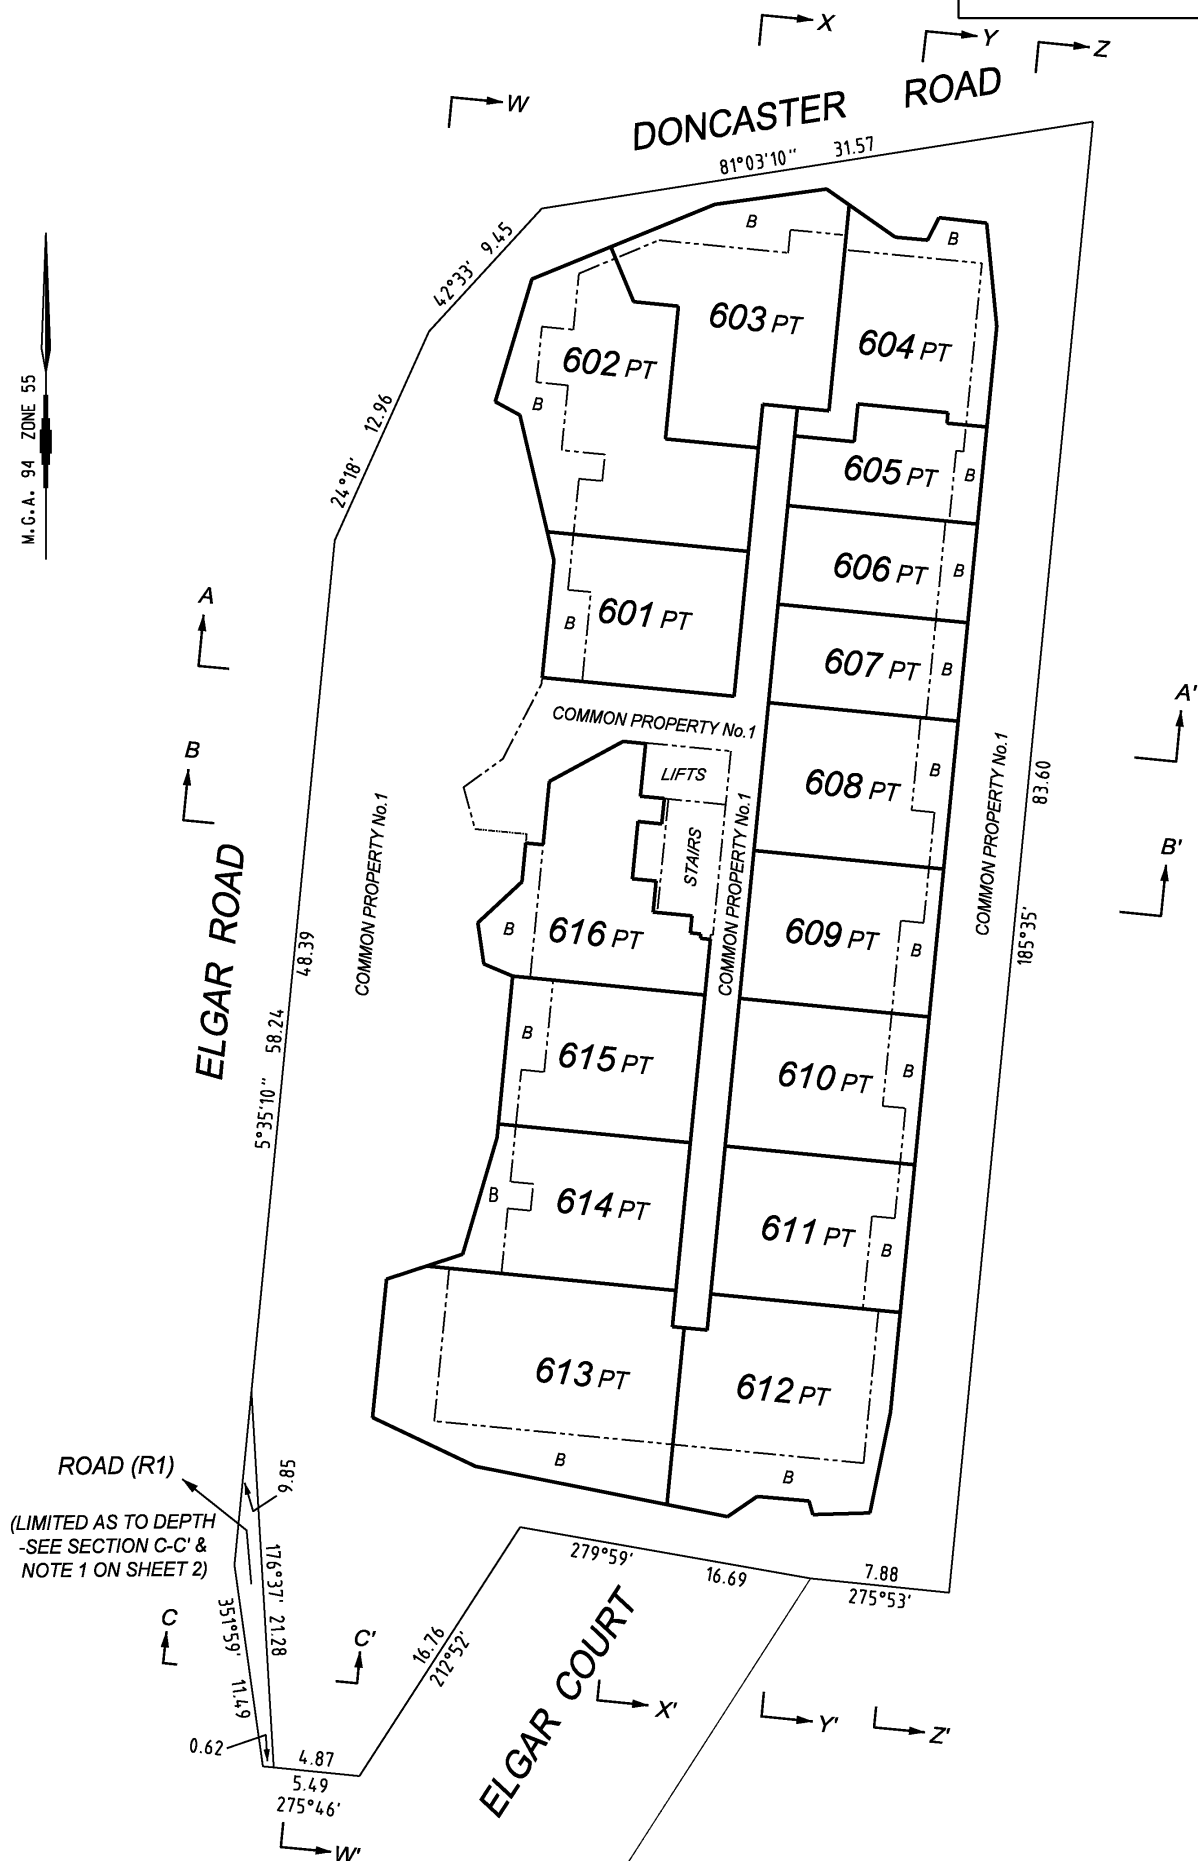 X
Y
Z
W
DONCASTER ROAD
81°03'10" 31.57
42°33' 9.45
24°18' 12.96
M.G.A. 94 ZONE 55
B
B
603 PT
604 PT
602 PT
B
605 PT
B
606 PT
B
601 PT
B
607 PT
B
A
A'
B
B'
COMMON PROPERTY No.1
LIFTS
STAIRS
COMMON PROPERTY No.1
608 PT
B
COMMON PROPERTY No.1
83.60
185°35'
COMMON PROPERTY No.1
ELGAR ROAD
48.39
5°35'10" 58.24
616 PT
B
609 PT
B
615 PT
B
610 PT
B
614 PT
B
611 PT
B
613 PT
612 PT
B
B
ROAD (R1)
(LIMITED AS TO DEPTH
-SEE SECTION C-C' &
NOTE 1 ON SHEET 2)
9.85
176°37' 21.28
351°59' 11.49
C
C'
0.62
4.87
5.49
275°46'
16.76
212°52'
279°59' 16.69
7.88
275°53'
ELGAR COURT
X'
Y'
Z'
W'